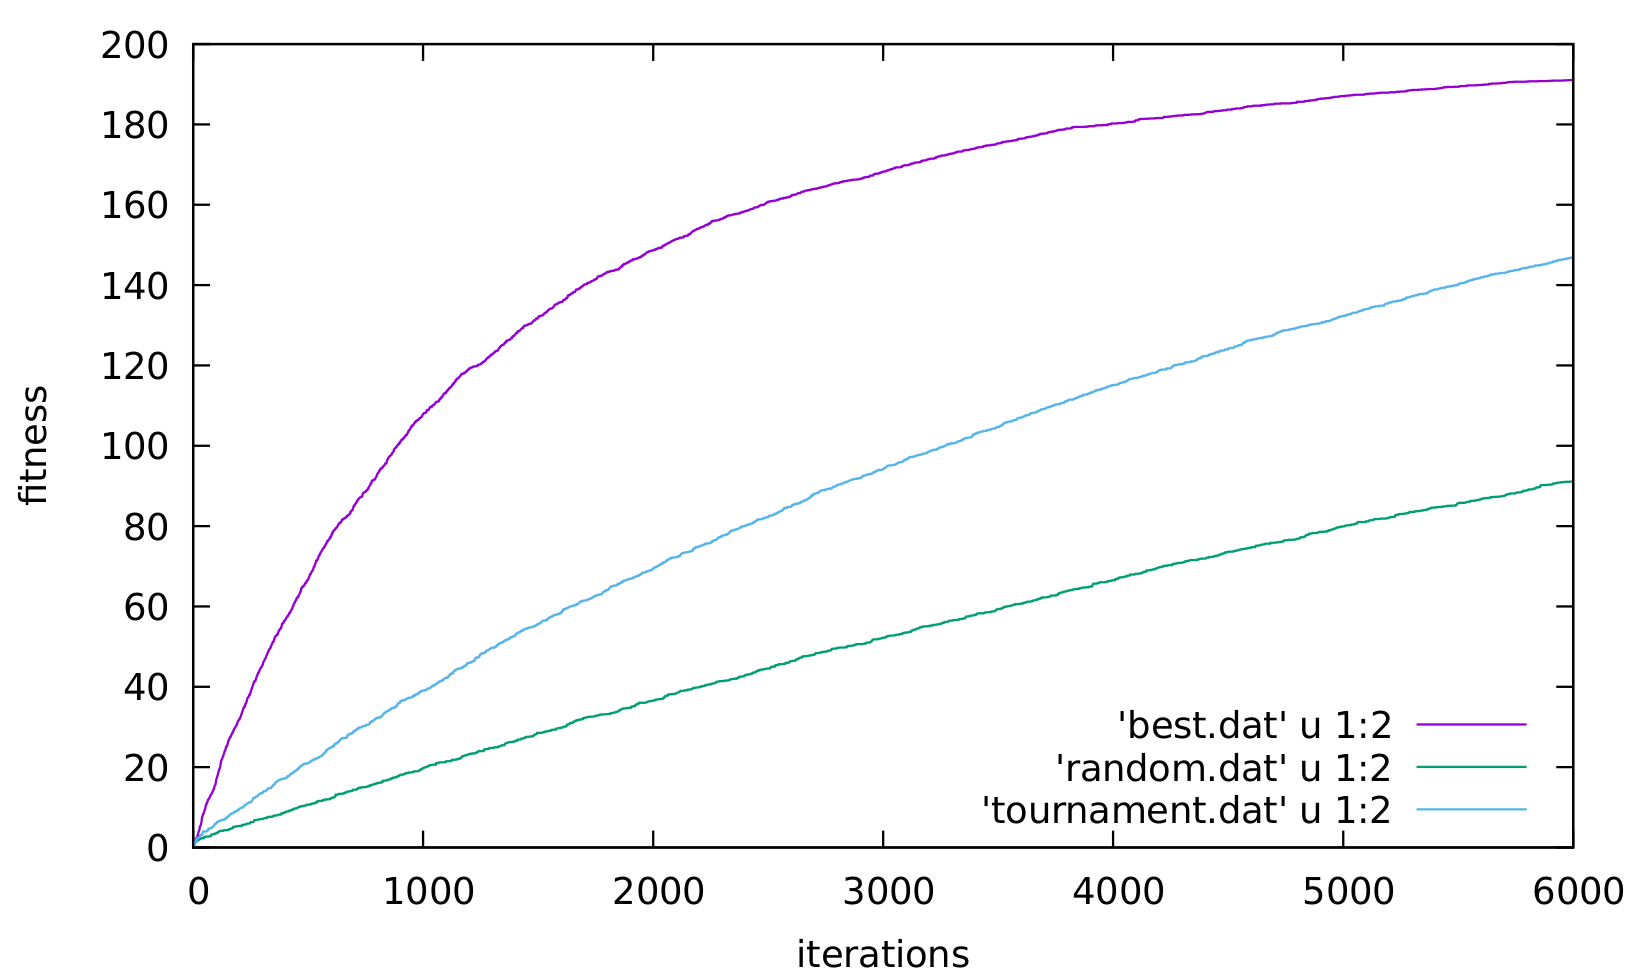 200
180
160
140
120
100
80
60
40
20
0
fitness
'best.dat' u 1:2
'random.dat' u 1:2
'tournament.dat' u 1:2
0 1000 2000 3000 4000 5000 6000
iterations